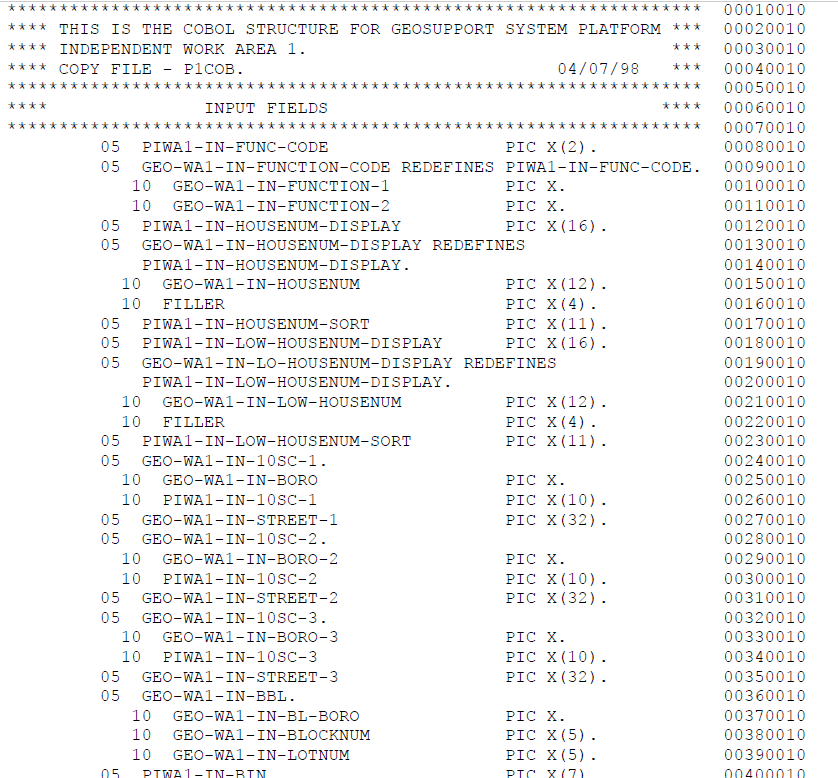 ******************************************************************* 00010010
**** THIS IS THE COBOL STRUCTURE FOR GEOSUPPORT SYSTEM PLATFORM *** 00020010
**** INDEPENDENT WORK AREA 1. *** 00030010
**** COPY FILE - P1COB. 04/07/98 *** 00040010
******************************************************************* 00050010
**** INPUT FIELDS **** 00060010
******************************************************************* 00070010
05 PIWA1-IN-FUNC-CODE PIC X(2). 00080010
05 GEO-WA1-IN-FUNCTION-CODE REDEFINES PIWA1-IN-FUNC-CODE. 00090010
10 GEO-WA1-IN-FUNCTION-1 PIC X. 00100010
10 GEO-WA1-IN-FUNCTION-2 PIC X. 00110010
05 PIWA1-IN-HOUSENUM-DISPLAY PIC X(16). 00120010
05 GEO-WA1-IN-HOUSENUM-DISPLAY REDEFINES 00130010
PIWA1-IN-HOUSENUM-DISPLAY. 00140010
10 GEO-WA1-IN-HOUSENUM PIC X(12). 00150010
10 FILLER PIC X(4). 00160010
05 PIWA1-IN-HOUSENUM-SORT PIC X(11). 00170010
05 PIWA1-IN-LOW-HOUSENUM-DISPLAY PIC X(16). 00180010
05 GEO-WA1-IN-LO-HOUSENUM-DISPLAY REDEFINES 00190010
PIWA1-IN-LOW-HOUSENUM-DISPLAY. 00200010
10 GEO-WA1-IN-LOW-HOUSENUM PIC X(12). 00210010
10 FILLER PIC X(4). 00220010
05 PIWA1-IN-LOW-HOUSENUM-SORT PIC X(11). 00230010
05 GEO-WA1-IN-10SC-1. 00240010
10 GEO-WA1-IN-BORO PIC X. 00250010
10 PIWA1-IN-10SC-1 PIC X(10). 00260010
05 GEO-WA1-IN-STREET-1 PIC X(32). 00270010
05 GEO-WA1-IN-10SC-2. 00280010
10 GEO-WA1-IN-BORO-2 PIC X. 00290010
10 PIWA1-IN-10SC-2 PIC X(10). 00300010
05 GEO-WA1-IN-STREET-2 PIC X(32). 00310010
05 GEO-WA1-IN-10SC-3. 00320010
10 GEO-WA1-IN-BORO-3 PIC X. 00330010
10 PIWA1-IN-10SC-3 PIC X(10). 00340010
05 GEO-WA1-IN-STREET-3 PIC X(32). 00350010
05 GEO-WA1-IN-BBL. 00360010
10 GEO-WA1-IN-BL-BORO PIC X. 00370010
10 GEO-WA1-IN-BLOCKNUM PIC X(5). 00380010
10 GEO-WA1-IN-LOTNUM PIC X(5). 00390010
05 PIWA1-IN-BIN PIC X(7). 00400010